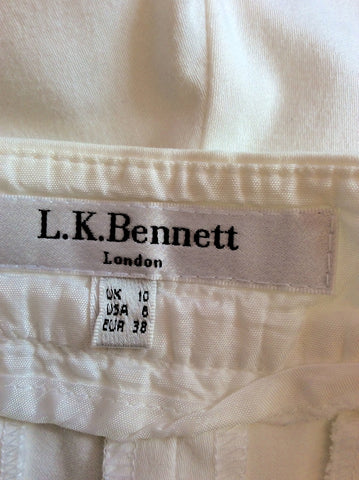 L.K.Bennett
London
UK 10
USA 6
EUR 38